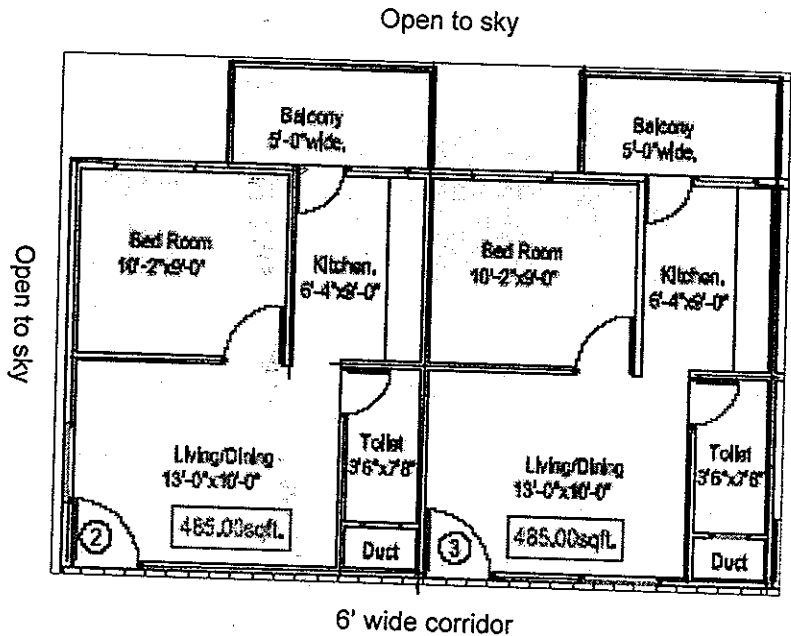 Open to sky
Balcony
5'-0"wide.
Balcony
5'-0"wide.
Open to sky
Bed Room
10'-2"x9'-0"
Kitchen.
6'-4"x9'-0"
Bed Room
10'-2"x9'-0"
Kitchen.
6'-4"x9'-0"
Living/Dining
13'-0"x10'-0"
Toilet
3'6"x7'8"
Living/Dining
13'-0"x10'-0"
Toilet
3'6"x7'8"
2
485.00sqft.
Duct
3
485.00sqft.
Duct
6' wide corridor